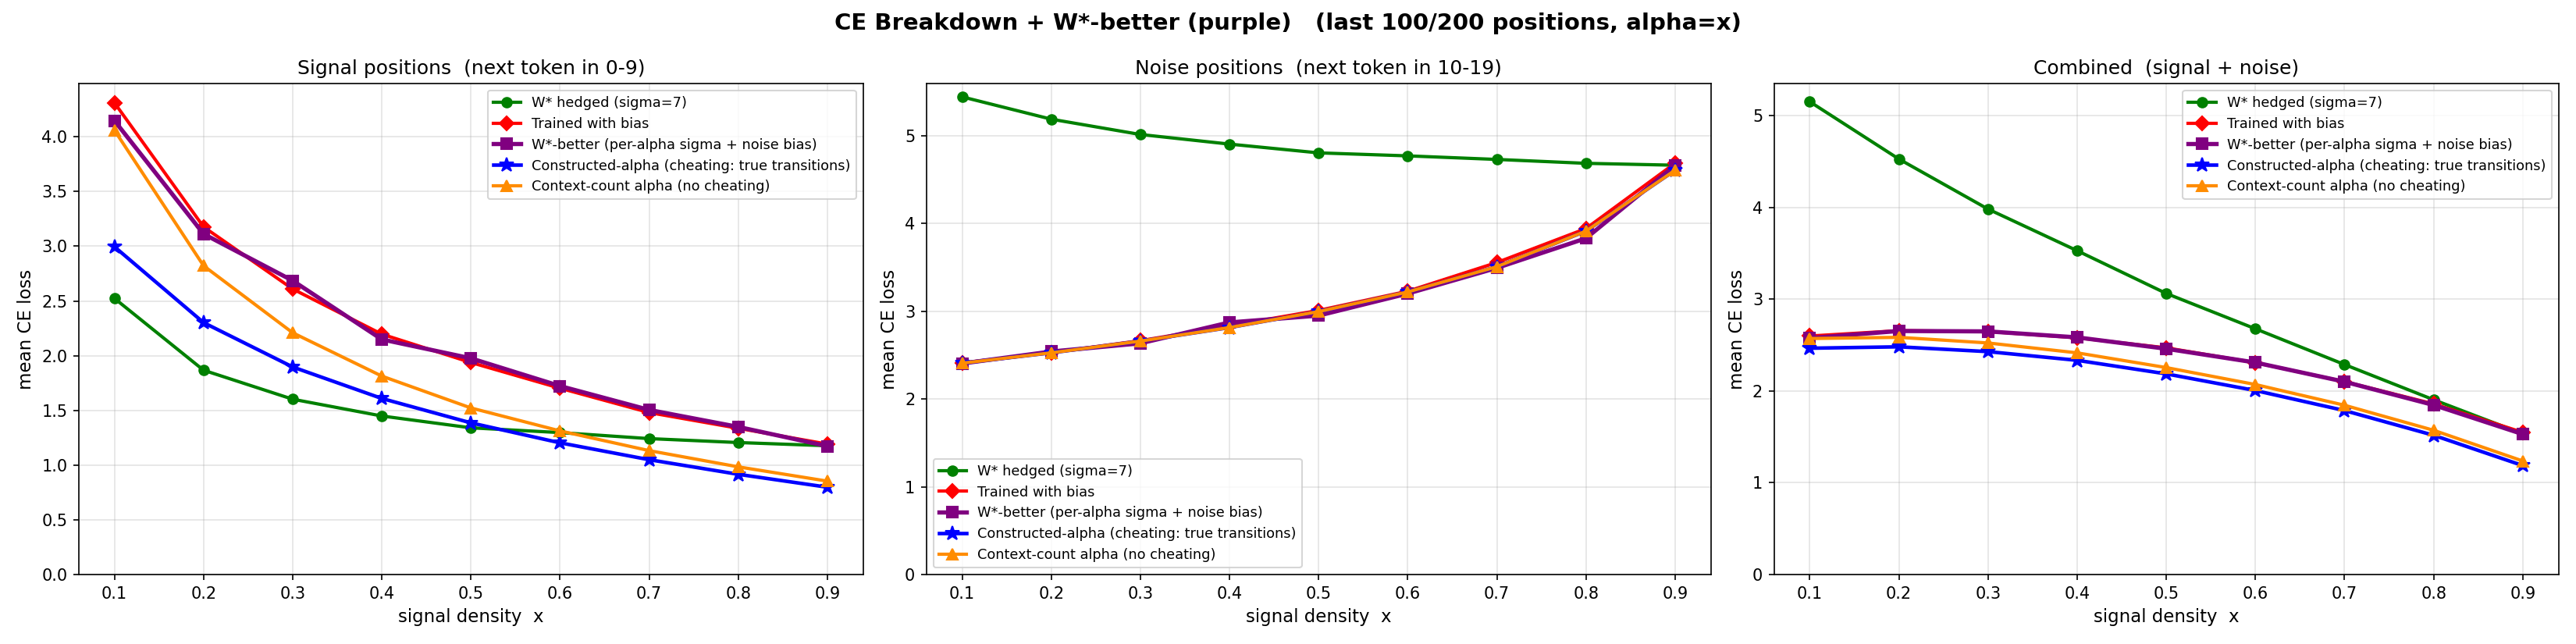 CE Breakdown + W*-better (purple)   (last 100/200 positions, alpha=x)
Signal positions  (next token in 0-9)
mean CE loss
4.0
3.5
3.0
2.5
2.0
1.5
1.0
0.5
0.0
W* hedged (sigma=7)
Trained with bias
W*-better (per-alpha sigma + noise bias)
Constructed-alpha (cheating: true transitions)
Context-count alpha (no cheating)
0.1 0.2 0.3 0.4 0.5 0.6 0.7 0.8 0.9
signal density  x
Noise positions  (next token in 10-19)
mean CE loss
5
4
3
2
1
0
W* hedged (sigma=7)
Trained with bias
W*-better (per-alpha sigma + noise bias)
Constructed-alpha (cheating: true transitions)
Context-count alpha (no cheating)
0.1 0.2 0.3 0.4 0.5 0.6 0.7 0.8 0.9
signal density  x
Combined  (signal + noise)
mean CE loss
5
4
3
2
1
0
W* hedged (sigma=7)
Trained with bias
W*-better (per-alpha sigma + noise bias)
Constructed-alpha (cheating: true transitions)
Context-count alpha (no cheating)
0.1 0.2 0.3 0.4 0.5 0.6 0.7 0.8 0.9
signal density  x